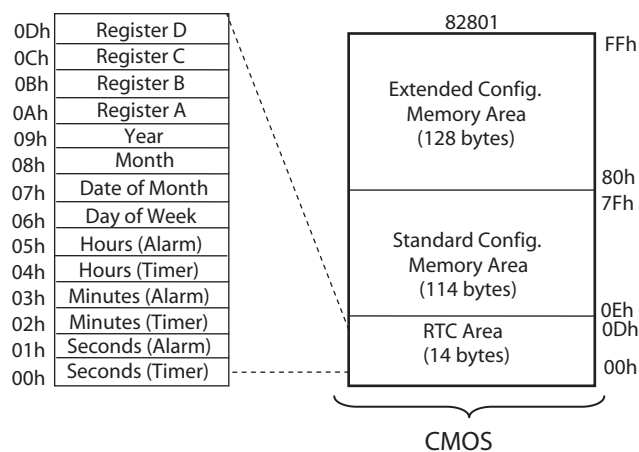 0Dh Register D
0Ch Register C
0Bh Register B
0Ah Register A
09h Year
08h Month
07h Date of Month
06h Day of Week
05h Hours (Alarm)
04h Hours (Timer)
03h Minutes (Alarm)
02h Minutes (Timer)
01h Seconds (Alarm)
00h Seconds (Timer)
82801
FFh
Extended Config.
Memory Area
(128 bytes)
80h
7Fh
Standard Config.
Memory Area
(114 bytes)
0Eh
0Dh
RTC Area
(14 bytes)
00h
CMOS